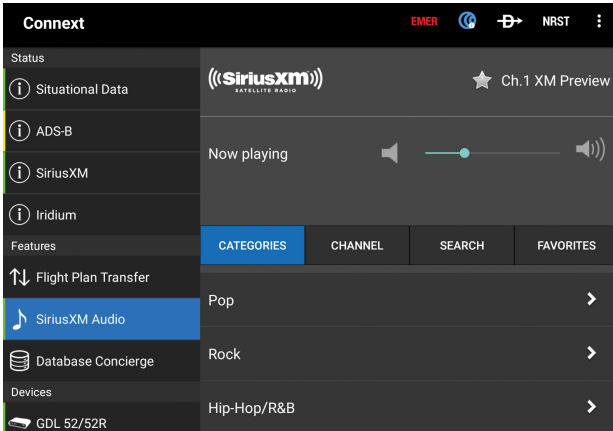 Connext
EMER
NRST
Status
Situational Data
ADS-B
SiriusXM
Iridium
Features
Flight Plan Transfer
SiriusXM Audio
Database Concierge
Devices
GDL 52/52R
((SiriusXM))
SATELLITE RADIO
Ch.1 XM Preview
Now playing
CATEGORIES
CHANNEL
SEARCH
FAVORITES
Pop
Rock
Hip-Hop/R&B